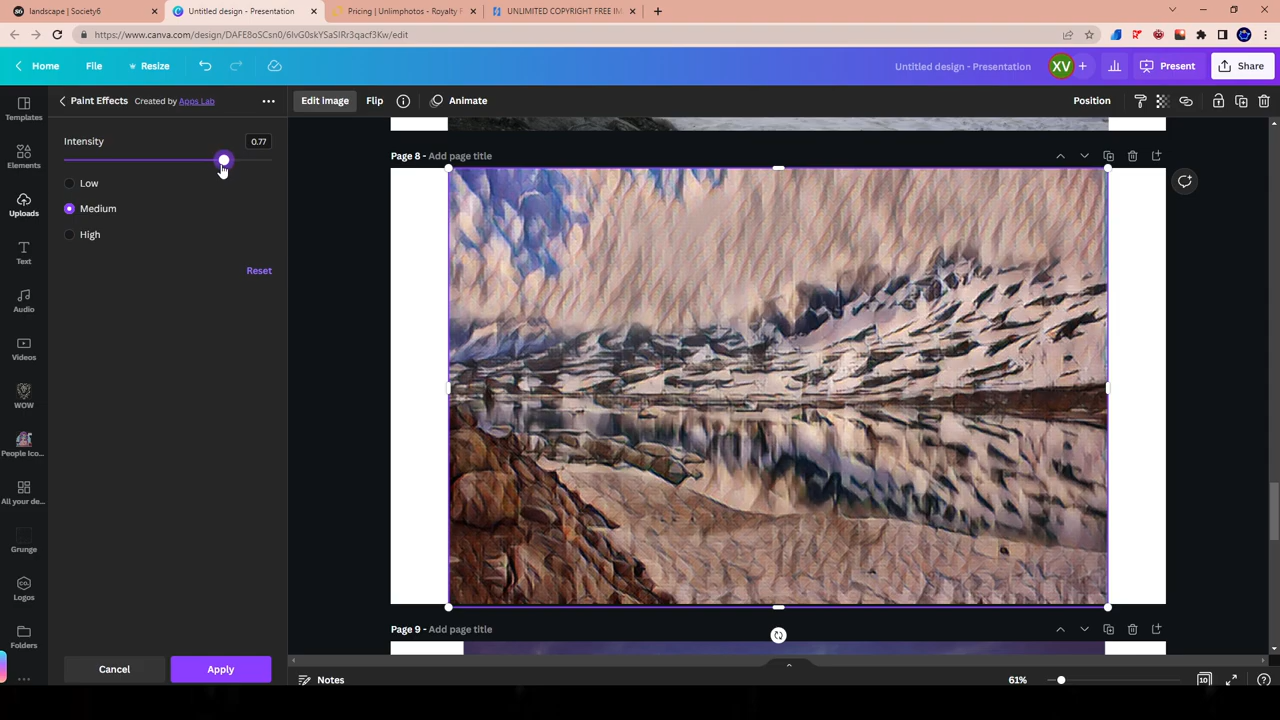 landscape | Society6
Untitled design - Presentation
Pricing | Unlimphotos - Royalty F
UNLIMITED COPYRIGHT FREE IM
https://www.canva.com/design/DAFE8oSCsn0/6IvG0skYSaSIRr3qacf3Kw/edit
Home
File
Resize
Untitled design - Presentation
XV
Present
Share
Templates
Elements
Uploads
Text
Audio
Videos
WOW
People Ico...
All your de...
Grunge
Logos
Folders
Paint Effects
Created by Apps Lab
Intensity
0.77
Low
Medium
High
Reset
Cancel
Apply
Edit image
Flip
Animate
Position
Page 8 - Add page title
Page 9 - Add page title
Notes
61%
10